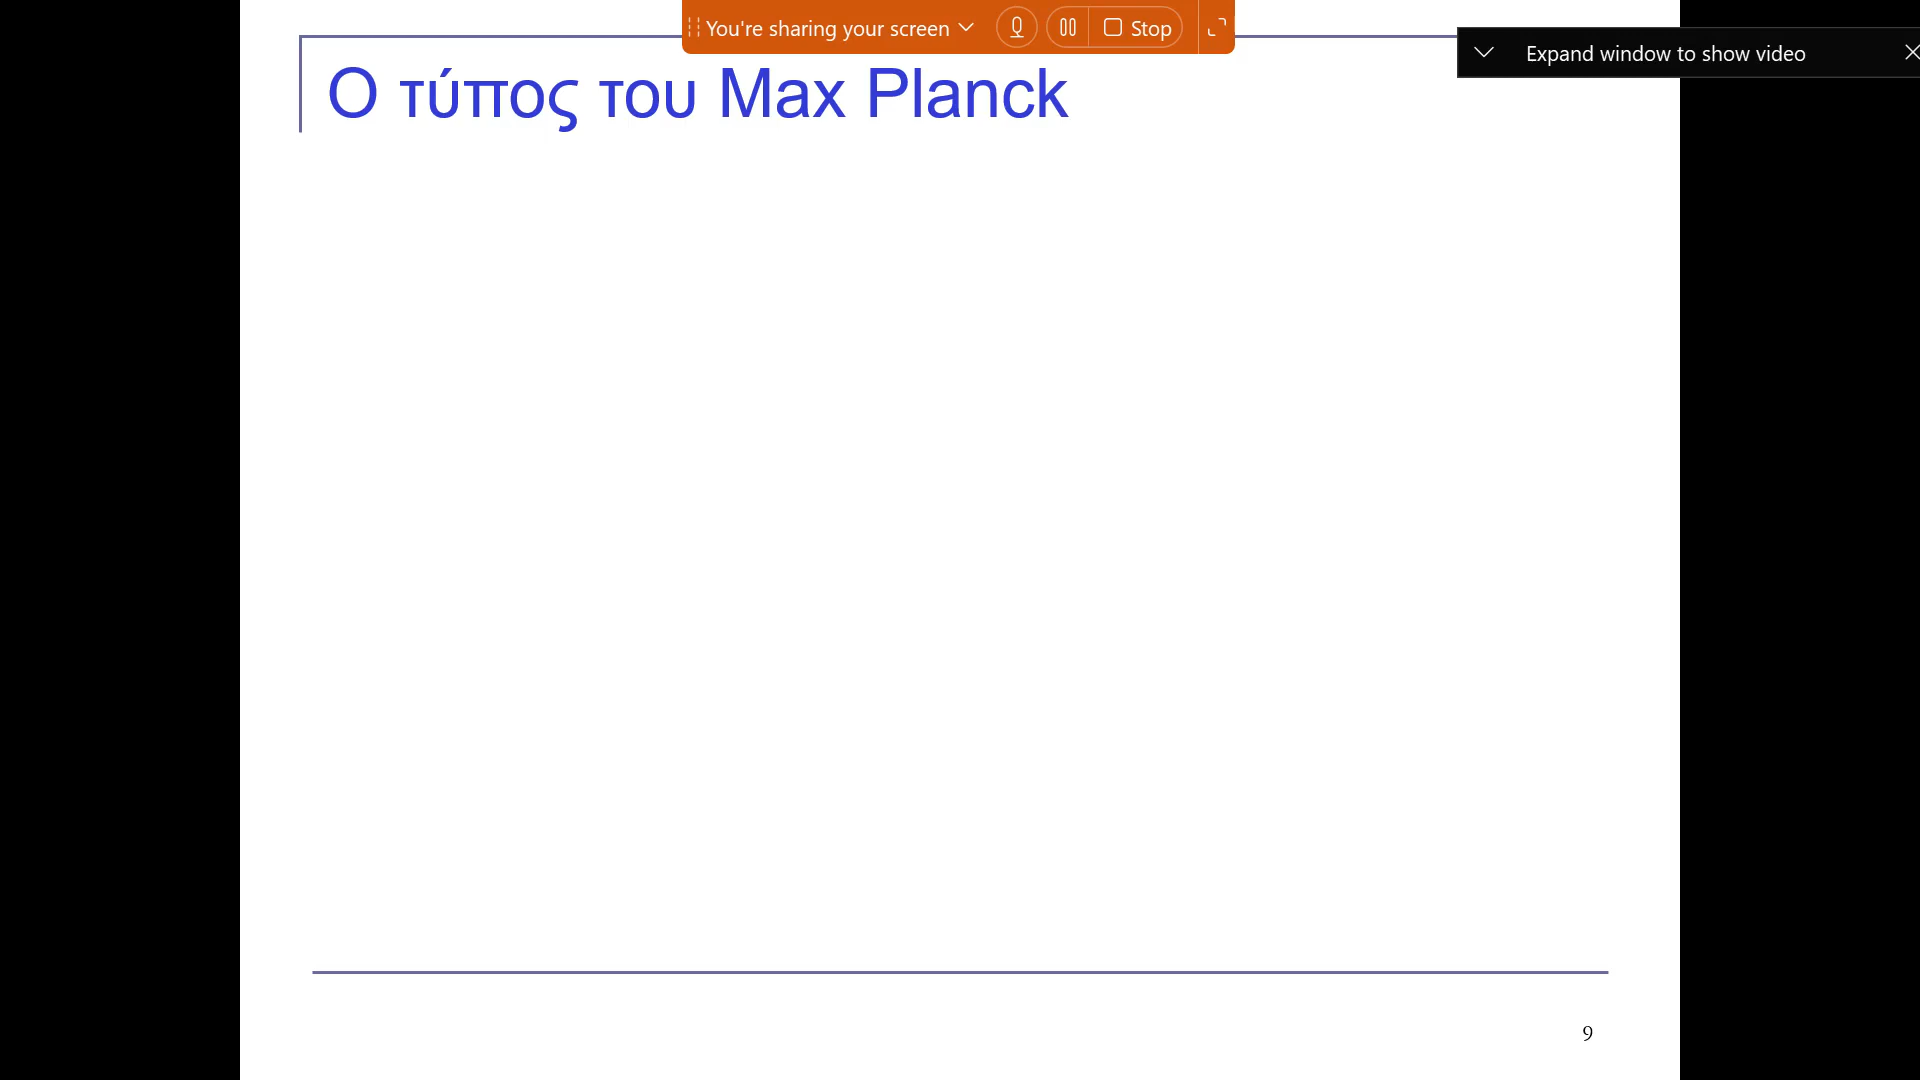 You're sharing your screen
Stop
Expand window to show video
Ο τύπος του Max Planck
9